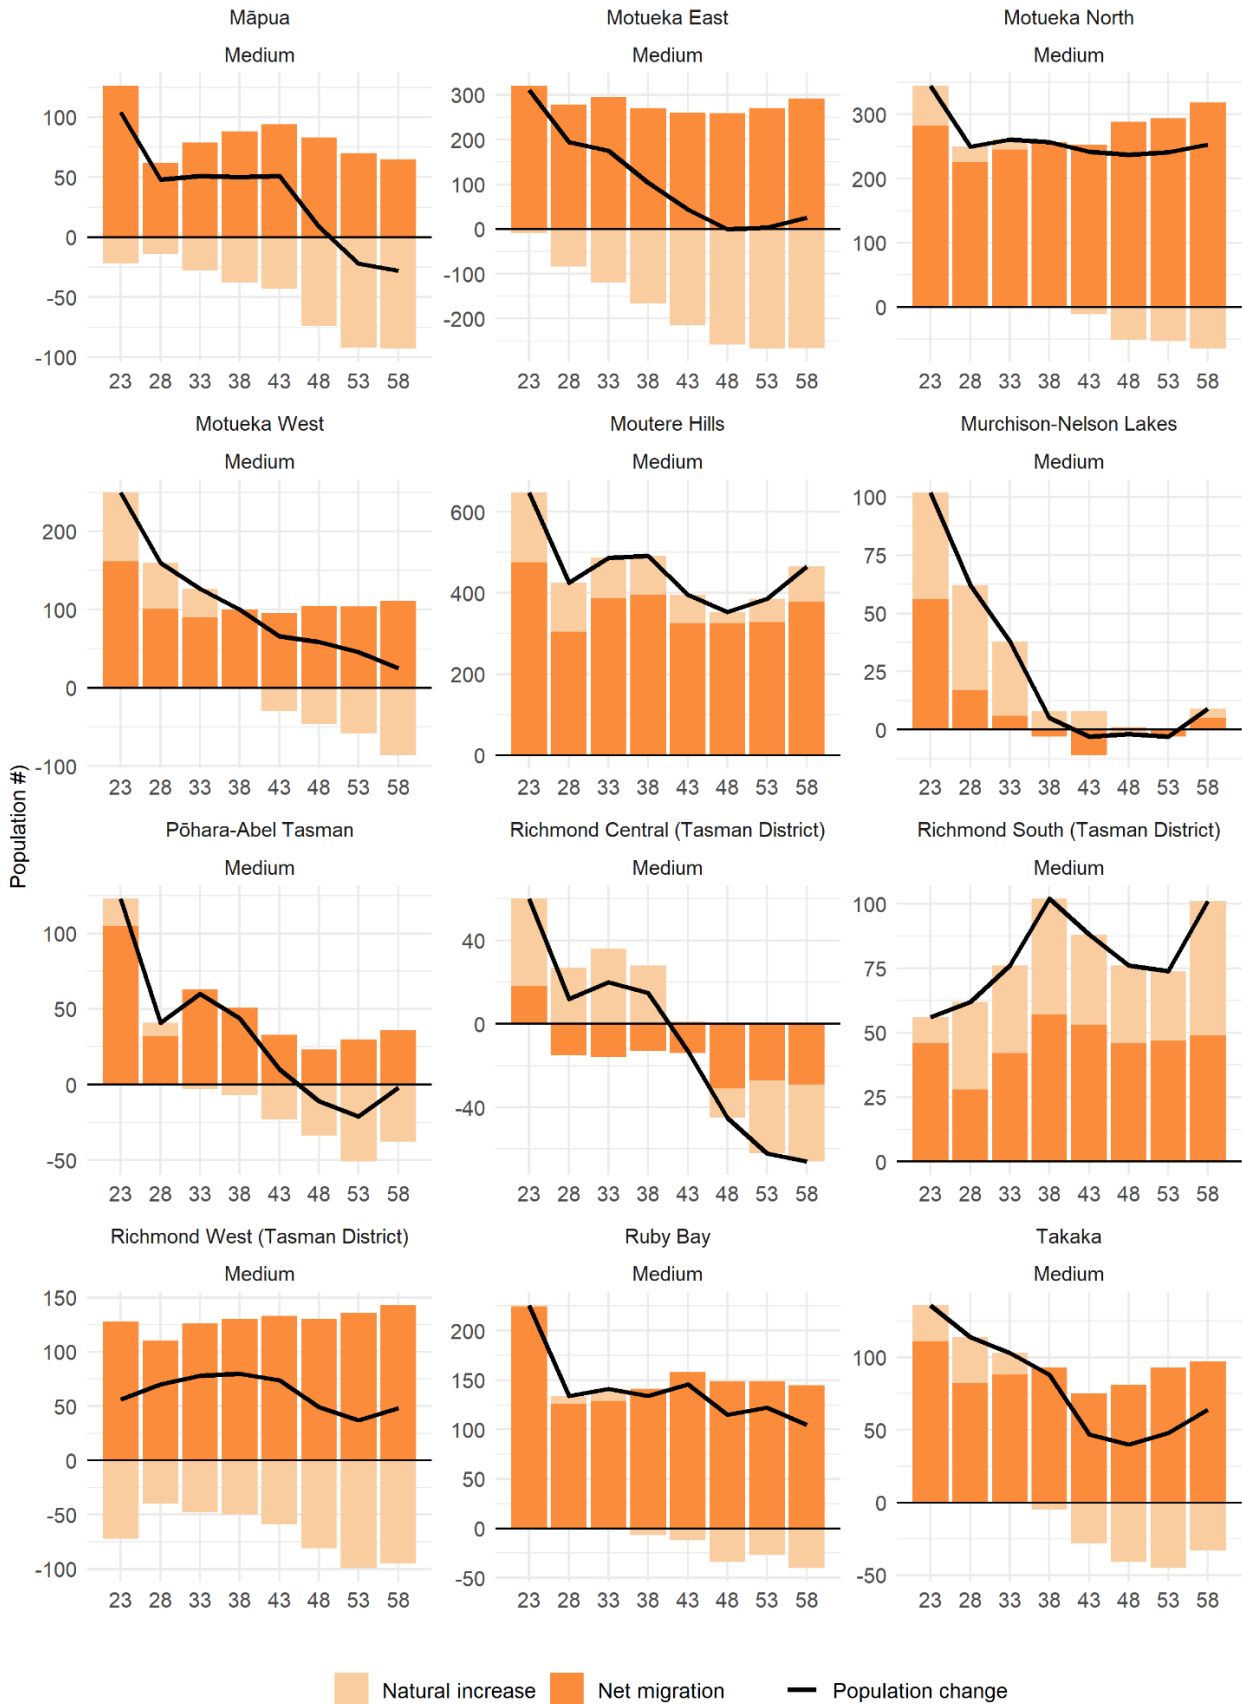 Māpua
Motueka East
Motueka North
Medium
Medium
Medium
100
50
0
-50
-100
300
200
100
0
-100
-200
300
200
100
0
23 28 33 38 43 48 53 58
23 28 33 38 43 48 53 58
23 28 33 38 43 48 53 58
Motueka West
Moutere Hills
Murchison-Nelson Lakes
Medium
Medium
Medium
200
100
0
-100
600
400
200
0
100
75
50
25
0
23 28 33 38 43 48 53 58
23 28 33 38 43 48 53 58
23 28 33 38 43 48 53 58
Population #)
Pōhara-Abel Tasman
Richmond Central (Tasman District)
Richmond South (Tasman District)
Medium
Medium
Medium
100
50
0
-50
40
0
-40
100
75
50
25
0
23 28 33 38 43 48 53 58
23 28 33 38 43 48 53 58
23 28 33 38 43 48 53 58
Richmond West (Tasman District)
Ruby Bay
Takaka
Medium
Medium
Medium
150
100
50
0
-50
-100
200
150
100
50
0
-50
100
50
0
-50
23 28 33 38 43 48 53 58
23 28 33 38 43 48 53 58
23 28 33 38 43 48 53 58
Natural increase Net migration Population change